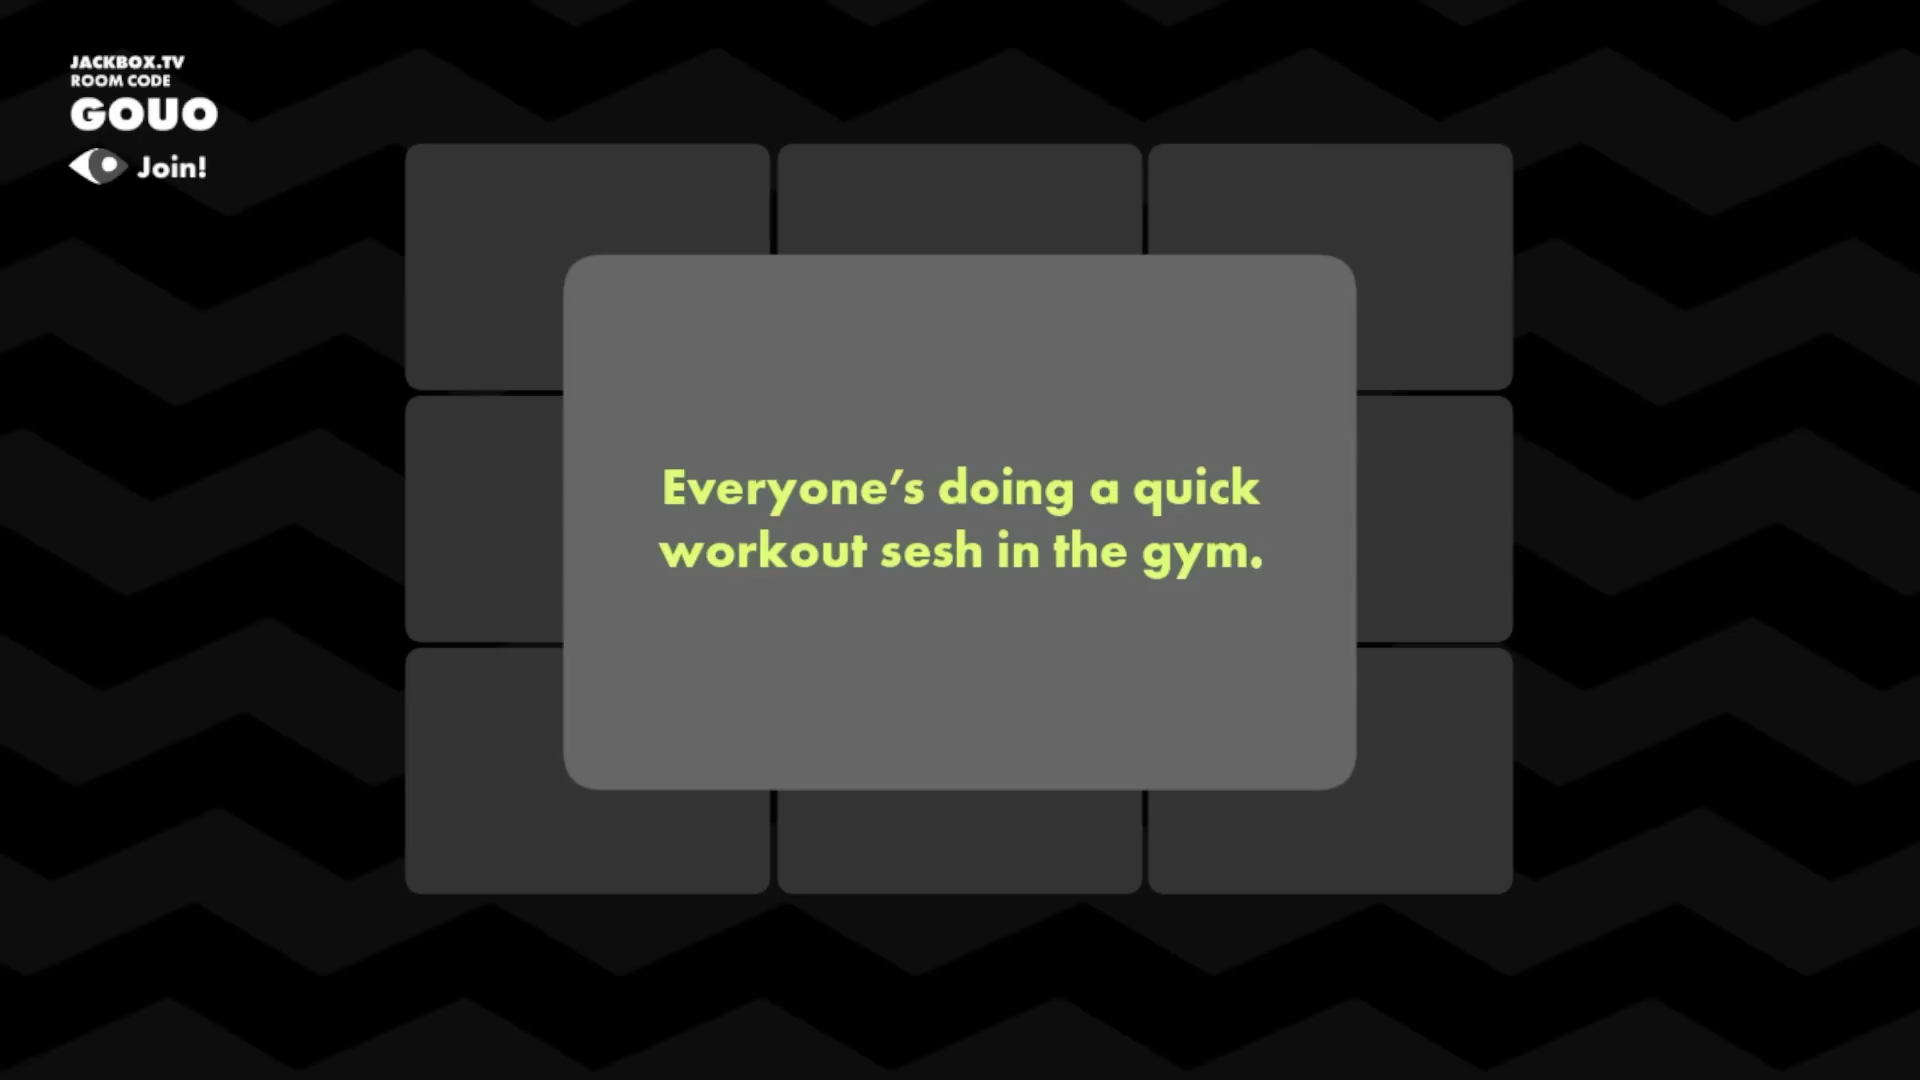 JACKBOX.TV
ROOM CODE
GOUO
Join!
Everyone’s doing a quick
workout sesh in the gym.